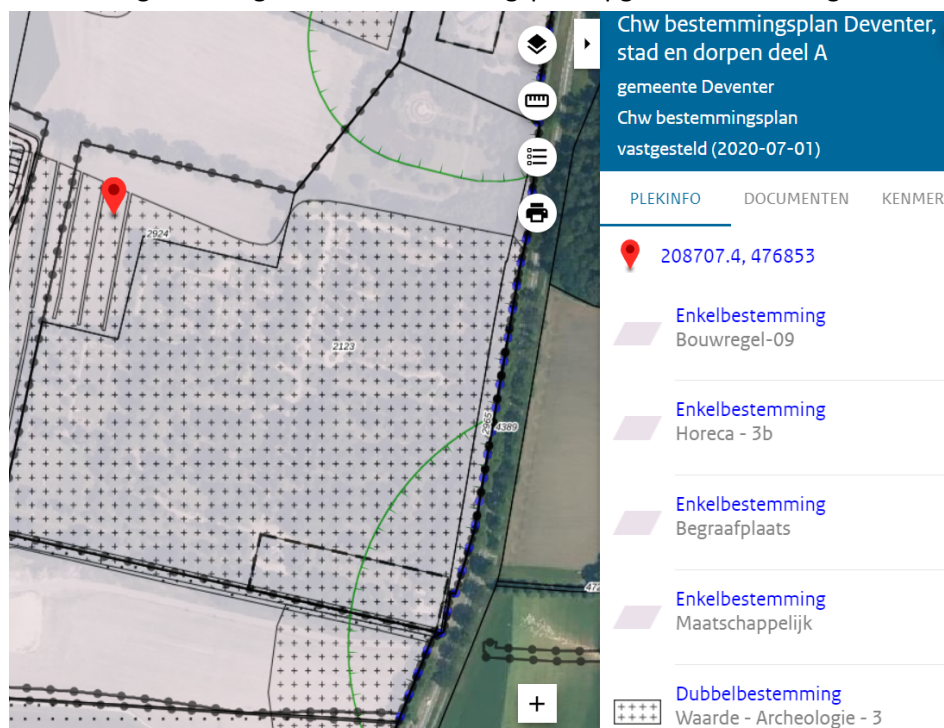 Chw bestemmingsplan Deventer,
stad en dorpen deel A
gemeente Deventer
Chw bestemmingsplan
vastgesteld (2020-07-01)
PLEKINFO DOCUMENTEN KENMER
208707.4, 476853
Enkelbestemming
Bouwregel-09
Enkelbestemming
Horeca - 3b
Enkelbestemming
Begraafplaats
Enkelbestemming
Maatschappelijk
Dubbelbestemming
Waarde - Archeologie - 3
2924
2123
2965
4389
472
+